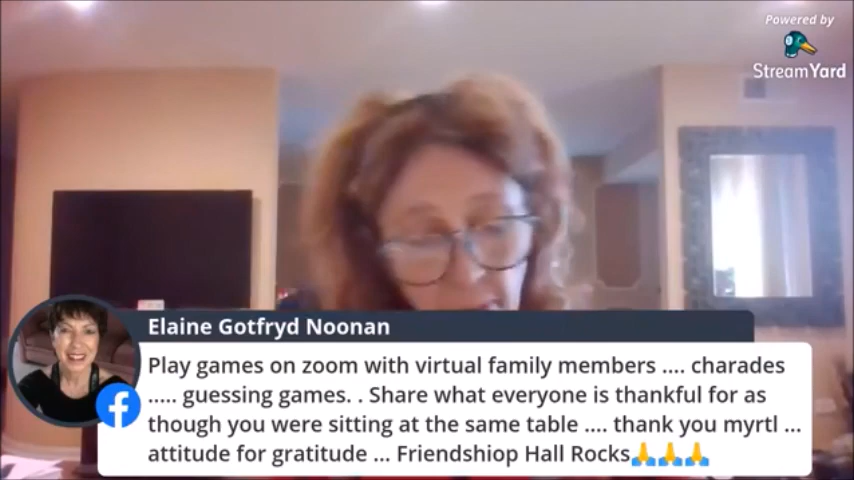 Powered by
StreamYard
Elaine Gotfryd Noonan
Play games on zoom with virtual family members .... charades
..... guessing games. . Share what everyone is thankful for as
though you were sitting at the same table .... thank you myrtl ...
attitude for gratitude ... Friendshiop Hall Rocks🙏🙏🙏